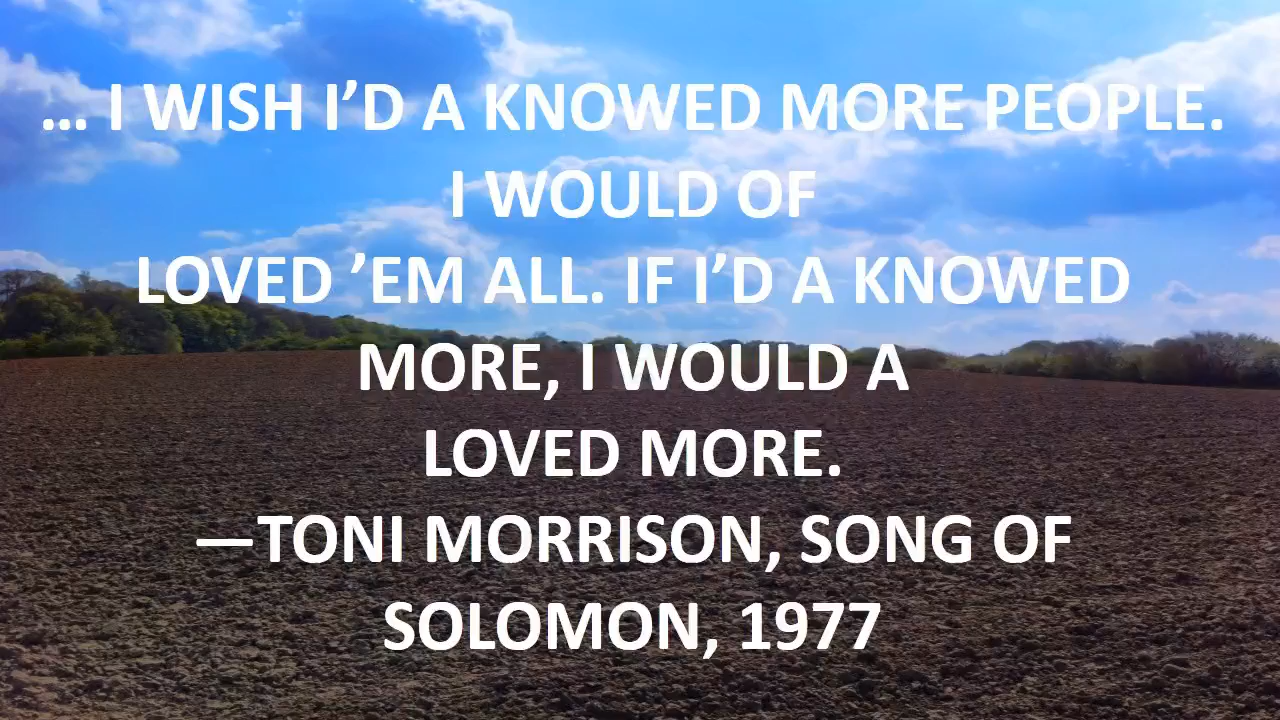 … I WISH I’D A KNOWED MORE PEOPLE.
I WOULD OF
LOVED ’EM ALL. IF I’D A KNOWED
MORE, I WOULD A
LOVED MORE.
—TONI MORRISON, SONG OF
SOLOMON, 1977